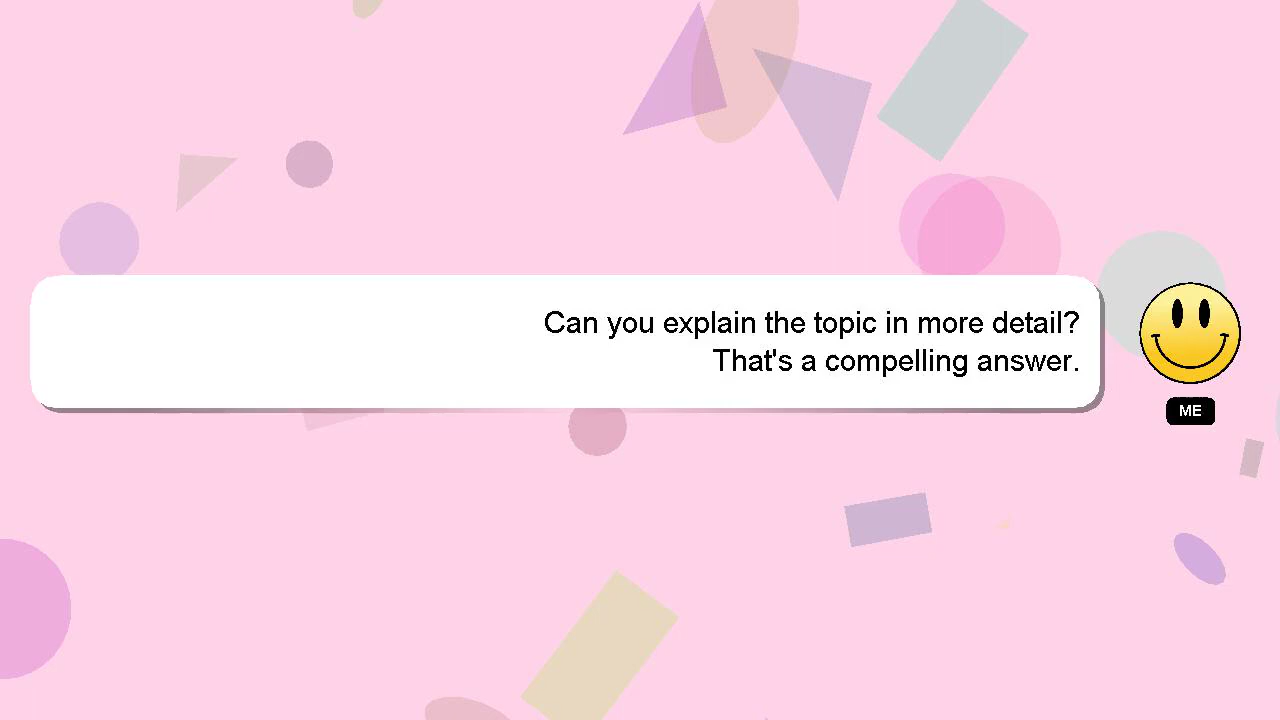 Can you explain the topic in more detail?
That's a compelling answer.
ME